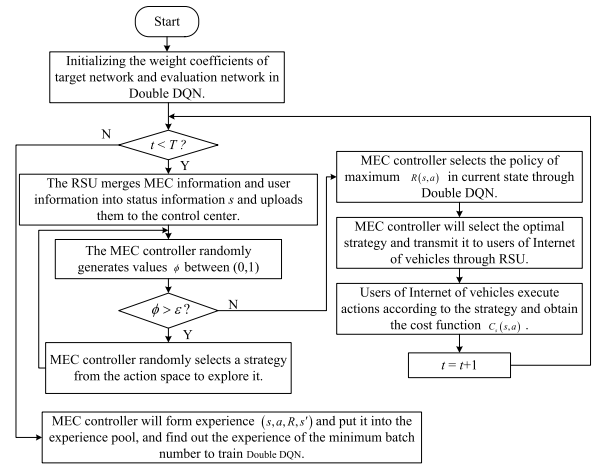 Start
Initializing the weight coefficients of
target network and evaluation network in
Double DQN.
N
t < T ?
Y
The RSU merges MEC information and user
information into status information s and uploads
them to the control center.
The MEC controller randomly
generates values ϕ between (0,1)
N
ϕ > ε ?
Y
MEC controller randomly selects a strategy
from the action space to explore it.
MEC controller selects the policy of
maximum R(s,a) in current state through
Double DQN.
MEC controller will select the optimal
strategy and transmit it to users of Internet
of vehicles through RSU.
Users of Internet of vehicles execute
actions according to the strategy and obtain
the cost function Cₛ(s,a) .
t = t+1
MEC controller will form experience (s,a,R,s′) and put it into the
experience pool, and find out the experience of the minimum batch
number to train Double DQN.